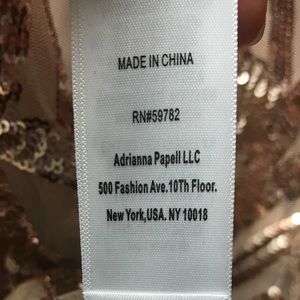 MADE IN CHINA
RN#59782
Adrianna Papell LLC
500 Fashion Ave.10Th Floor.
New York,USA. NY 10018